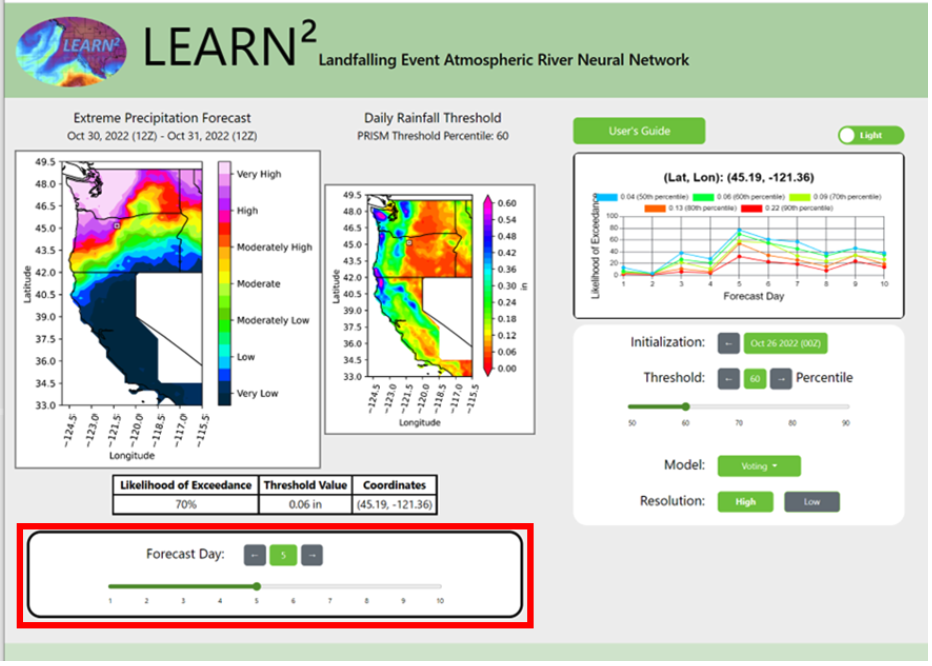 LEARN²
LEARN² Landfalling Event Atmospheric River Neural Network
Extreme Precipitation Forecast
Oct 30, 2022 (12Z) - Oct 31, 2022 (12Z)
49.5
48.0
46.5
45.0
43.5
42.0
40.5
39.0
37.5
36.0
34.5
33.0
Latitude
−124.5
−123.0
−121.5
−120.0
−118.5
−117.0
−115.5
Longitude
Very High
High
Moderately High
Moderate
Moderately Low
Low
Very Low
Daily Rainfall Threshold
PRISM Threshold Percentile: 60
49.5
48.0
46.5
45.0
43.5
42.0
40.5
39.0
37.5
36.0
34.5
33.0
Latitude
−124.5
−123.0
−121.5
−120.0
−118.5
−117.0
−115.5
Longitude
0.60
0.54
0.48
0.42
0.36
0.30
0.24
0.18
0.12
0.06
0.00
in
User's Guide
Light
(Lat, Lon): (45.19, -121.36)
0.04 (50th percentile) 0.06 (60th percentile) 0.09 (70th percentile)
0.13 (80th percentile) 0.22 (90th percentile)
Likelihood of Exceedance
100
80
60
40
20
0
1 2 3 4 5 6 7 8 9 10
Forecast Day
Initialization: ← Oct 26 2022 (00Z)
Threshold: ← 60 → Percentile
50 60 70 80 90
Model: Voting
Resolution: High Low
Likelihood of Exceedance Threshold Value Coordinates
70% 0.06 in (45.19, -121.36)
Forecast Day: ← 5 →
1 2 3 4 5 6 7 8 9 10